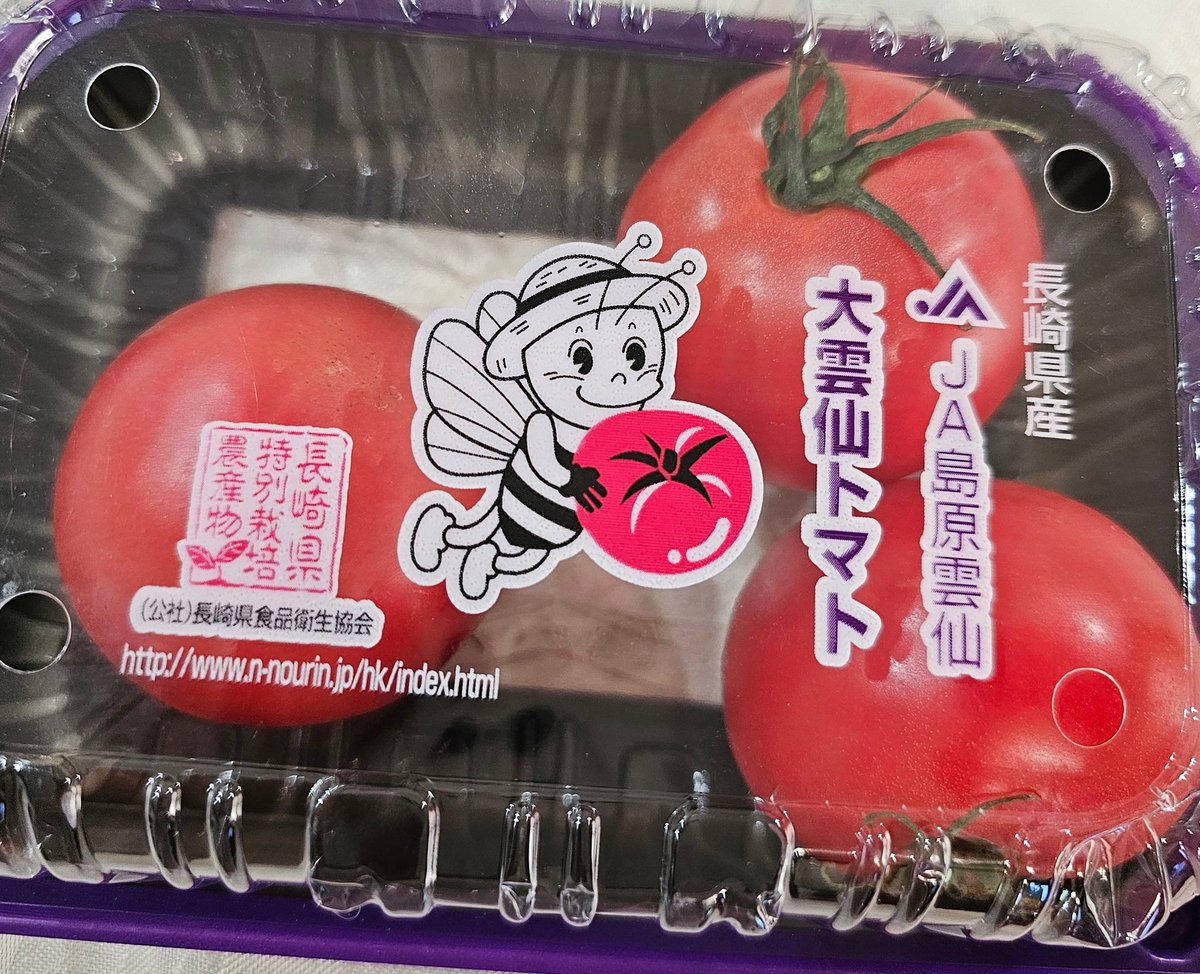 長崎県産
JA
JA島原雲仙
大雲仙トマト
長崎県
特別栽培
農産物
(公社)長崎県食品衛生協会
http://www.n-nourin.jp/hk/index.html